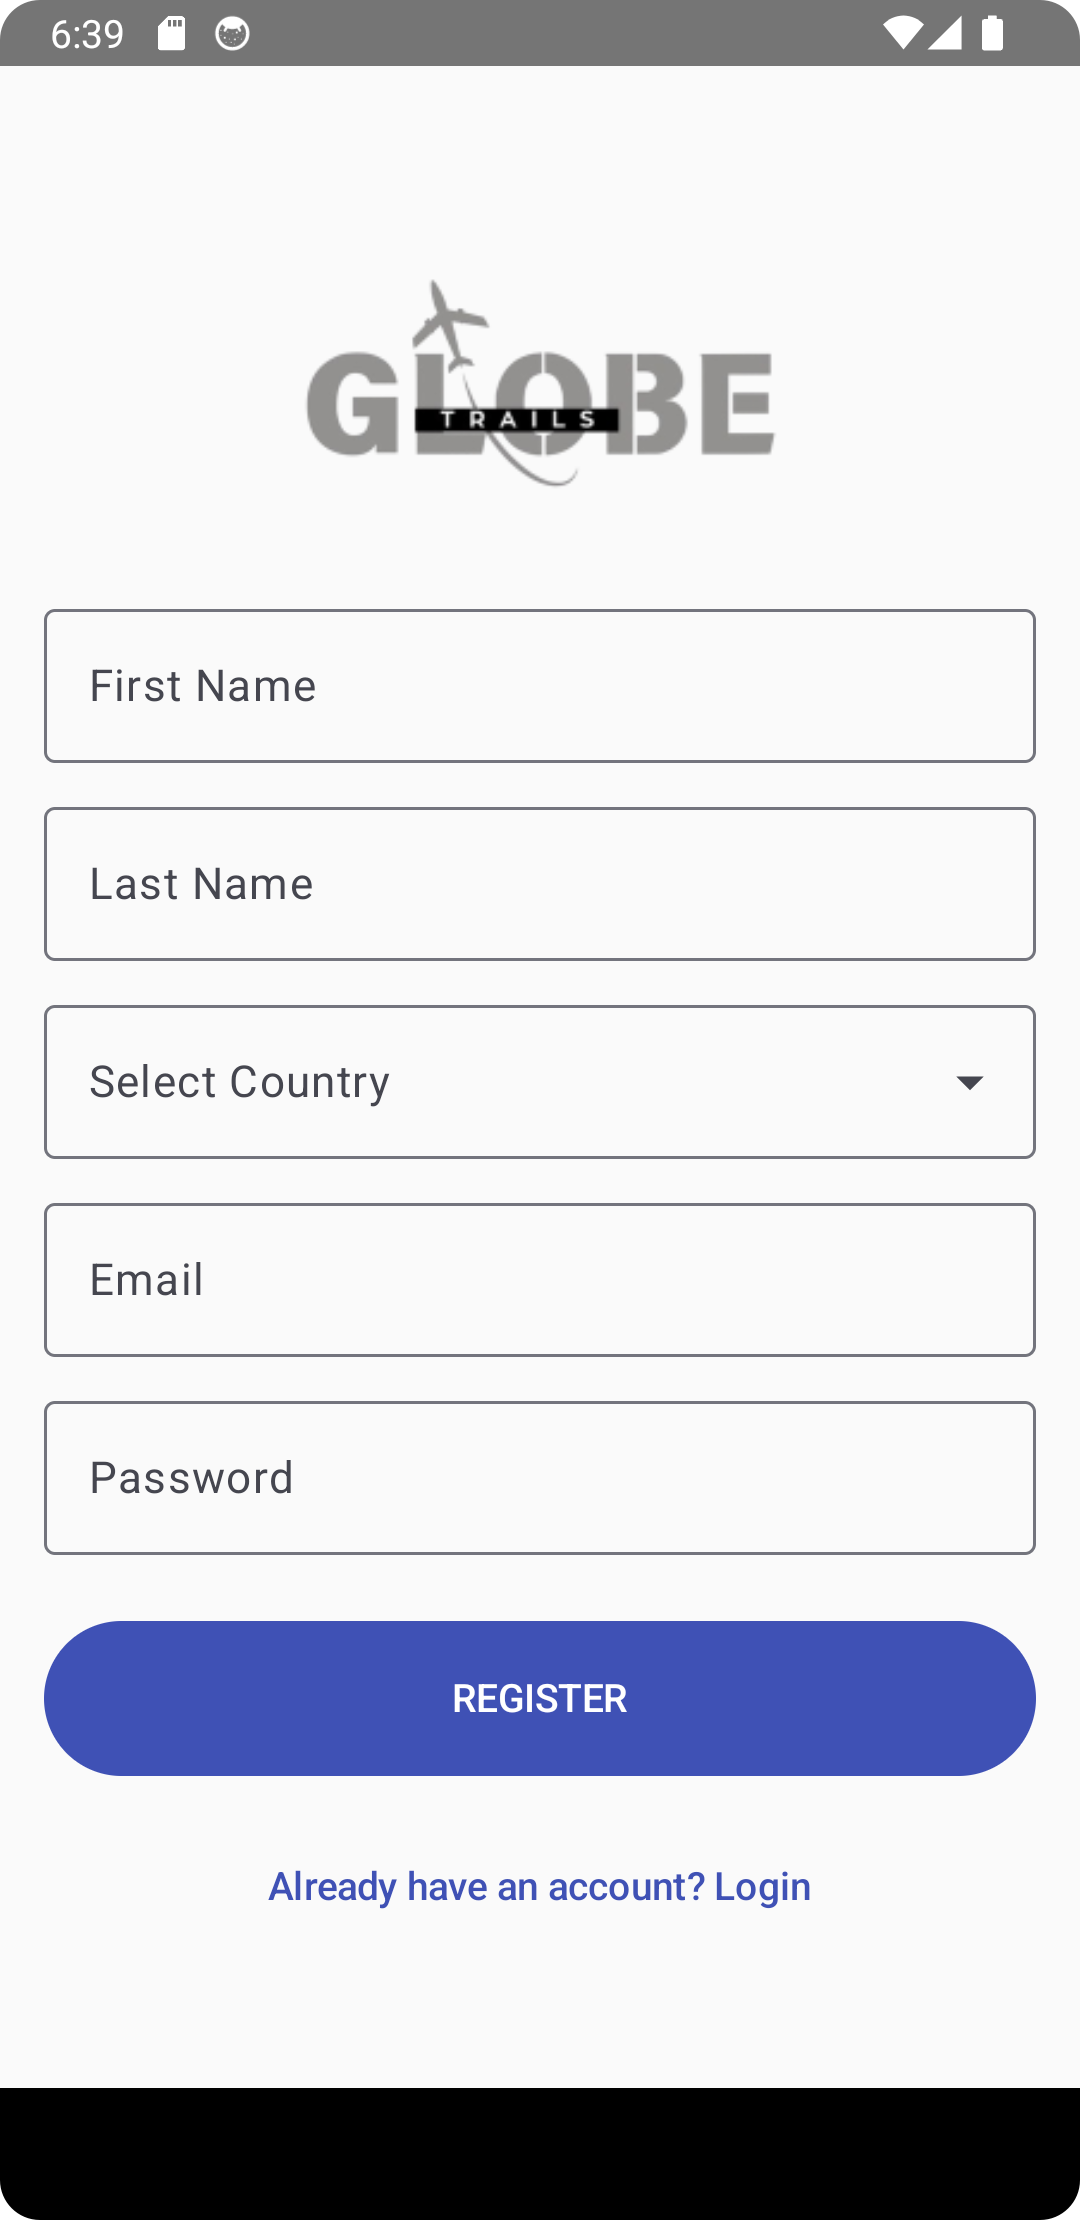 6:39
GLOBE
TRAILS
First Name
Last Name
Select Country
Email
Password
REGISTER
Already have an account? Login